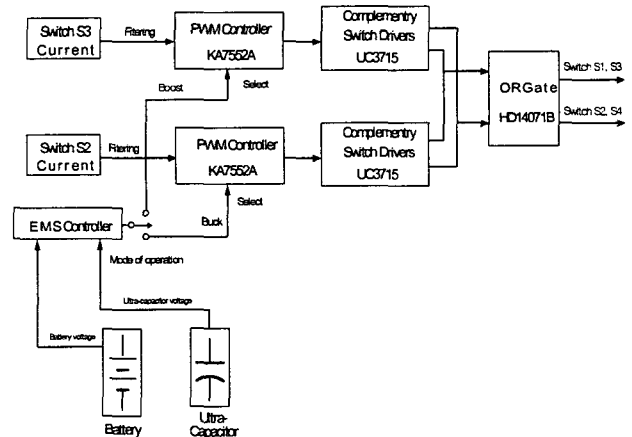 Switch S3
Current
Fitering
PWM Controller
KA7552A
Complementry
Switch Drivers
UC3715
Boost
Select
ORGate
HD14071B
Switch S1, S3
Switch S2, S4
Switch S2
Current
Fitering
PWM Controller
KA7552A
Complementry
Switch Drivers
UC3715
Select
Buck
EMS Controller
Mode of operation
Ultra-capacitor voltage
Battery voltage
Battery
Ultra-
Capacitor